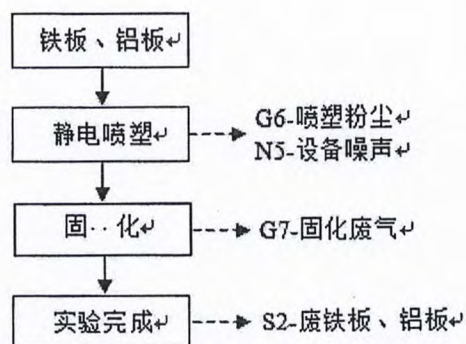 铁板、铝板↵
静电喷塑↵
G6-喷塑粉尘↵
N5-设备噪声↵
固··化↵
G7-固化废气↵
实验完成↵
S2-废铁板、铝板↵